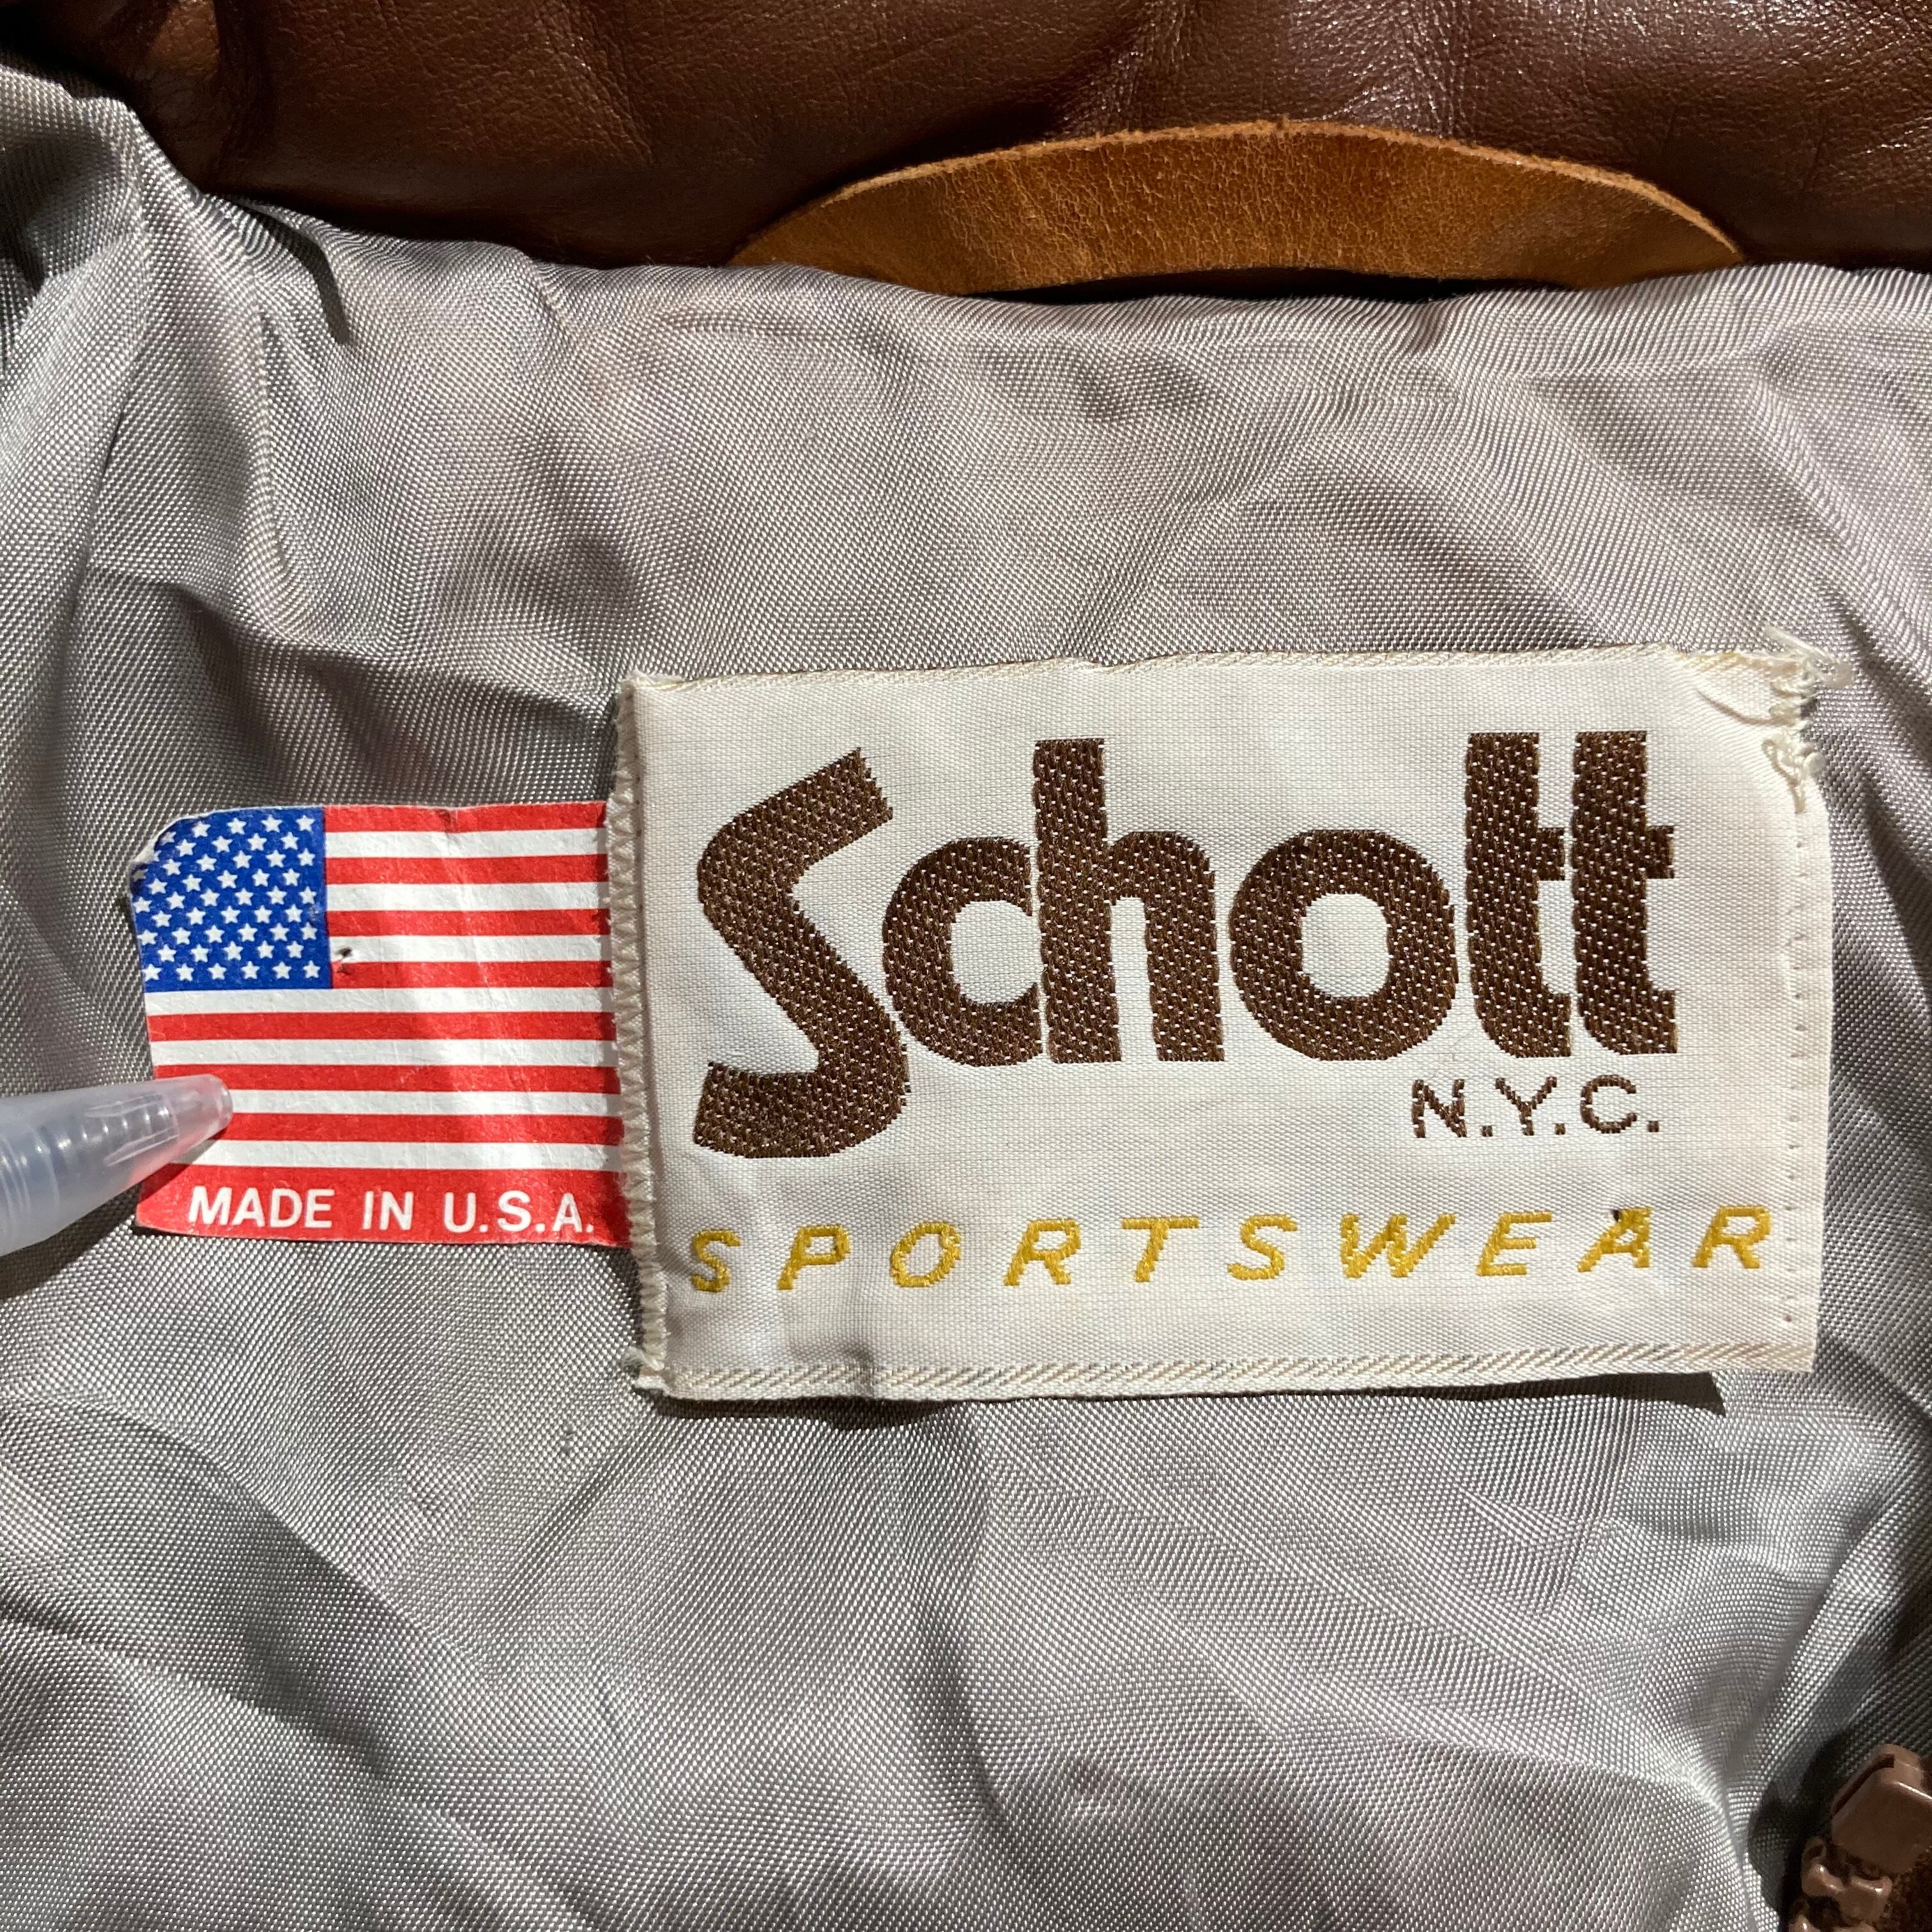 Schott
N.Y.C.
SPORTSWEAR
MADE IN U.S.A.